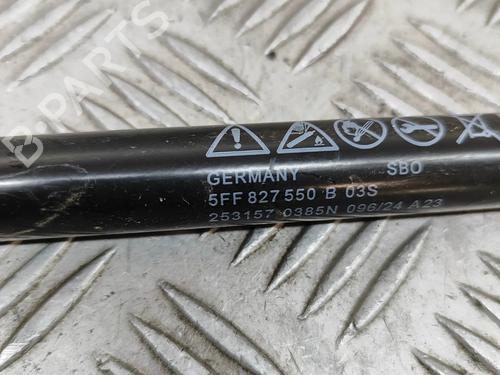 B-PARTS
GERMANY SBO
5FF 827 550 B 03S
253157 0385N 096/24 A23